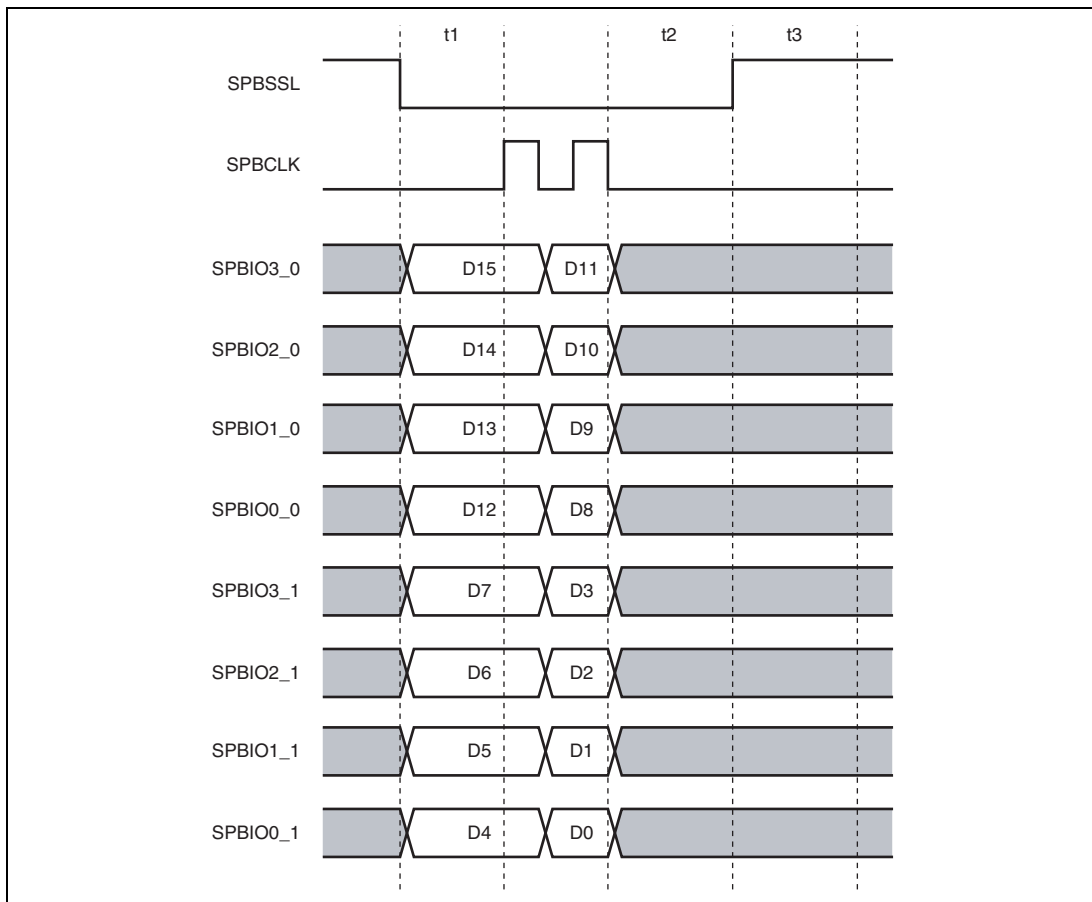 t1 t2 t3
SPBSSL
SPBCLK
SPBIO3_0 D15 D11
SPBIO2_0 D14 D10
SPBIO1_0 D13 D9
SPBIO0_0 D12 D8
SPBIO3_1 D7 D3
SPBIO2_1 D6 D2
SPBIO1_1 D5 D1
SPBIO0_1 D4 D0